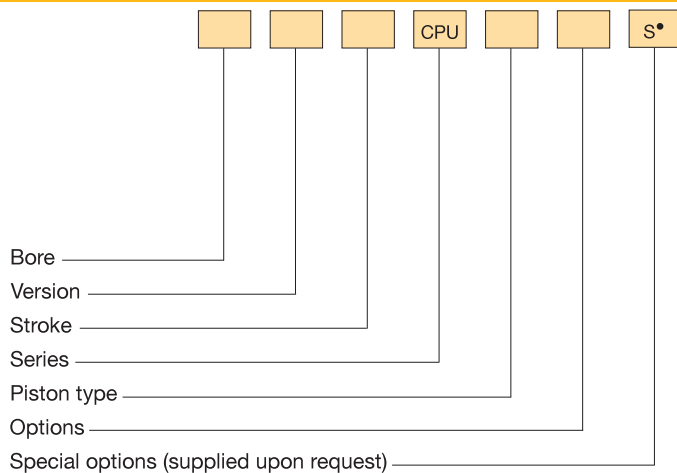 CPU S•
Bore
Version
Stroke
Series
Piston type
Options
Special options (supplied upon request)